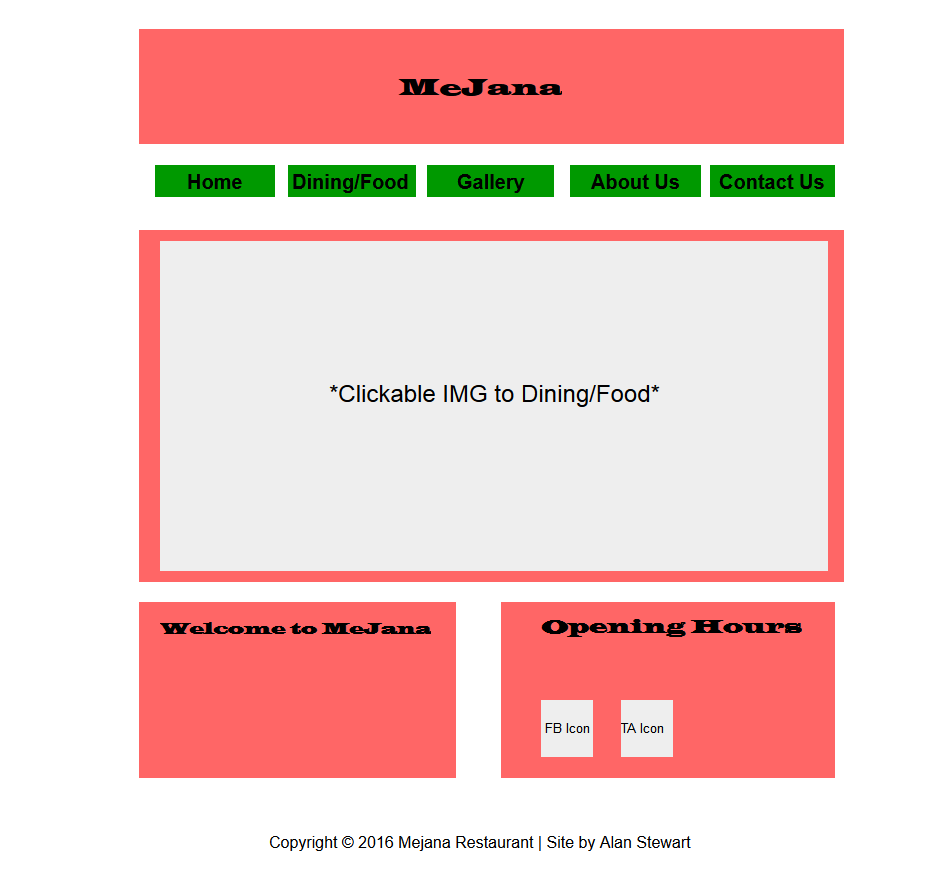 MeJana
Home Dining/Food Gallery About Us Contact Us
*Clickable IMG to Dining/Food*
Welcome to MeJana
Opening Hours
FB Icon TA Icon
Copyright © 2016 Mejana Restaurant | Site by Alan Stewart